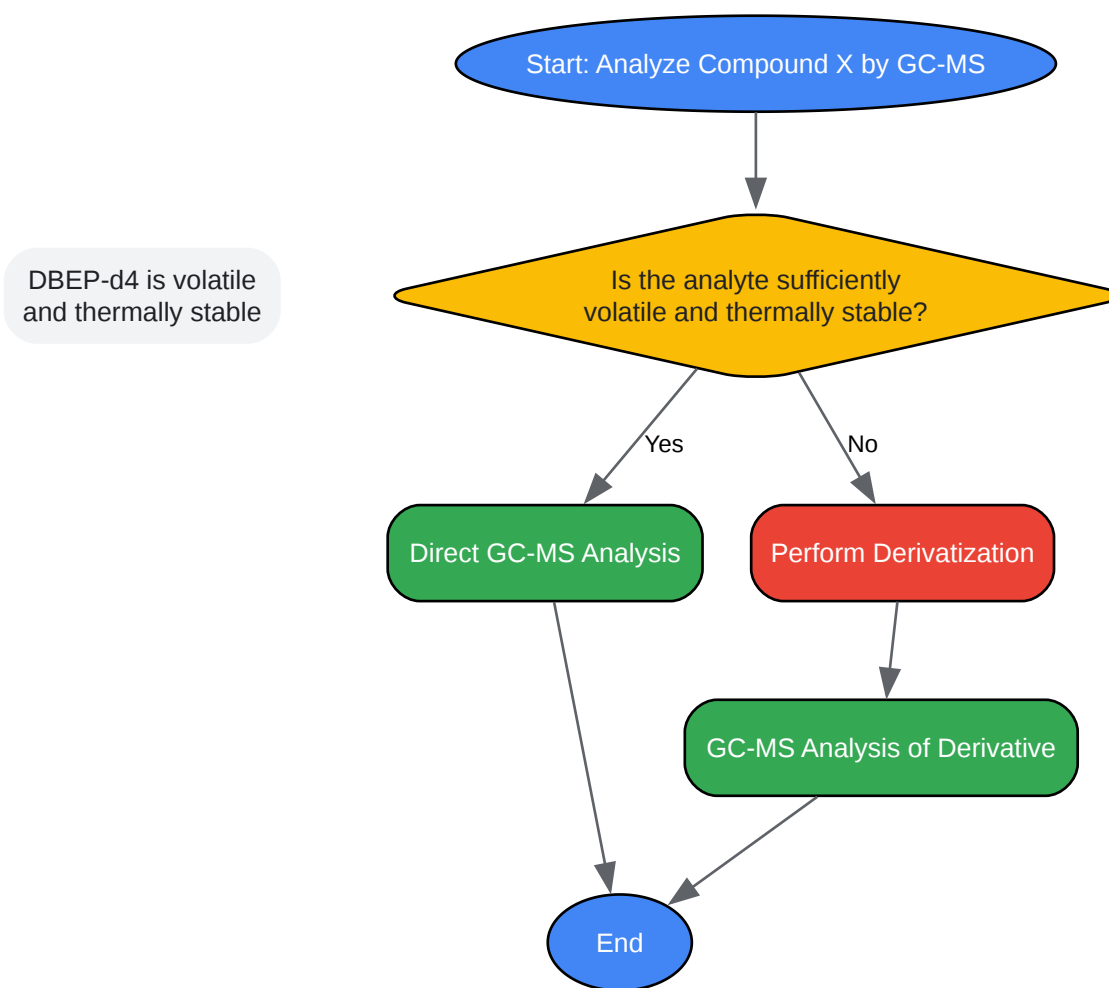 Start: Analyze Compound X by GC-MS
DBEP-d4 is volatile
and thermally stable
Is the analyte sufficiently
volatile and thermally stable?
Yes
No
Direct GC-MS Analysis
Perform Derivatization
GC-MS Analysis of Derivative
End